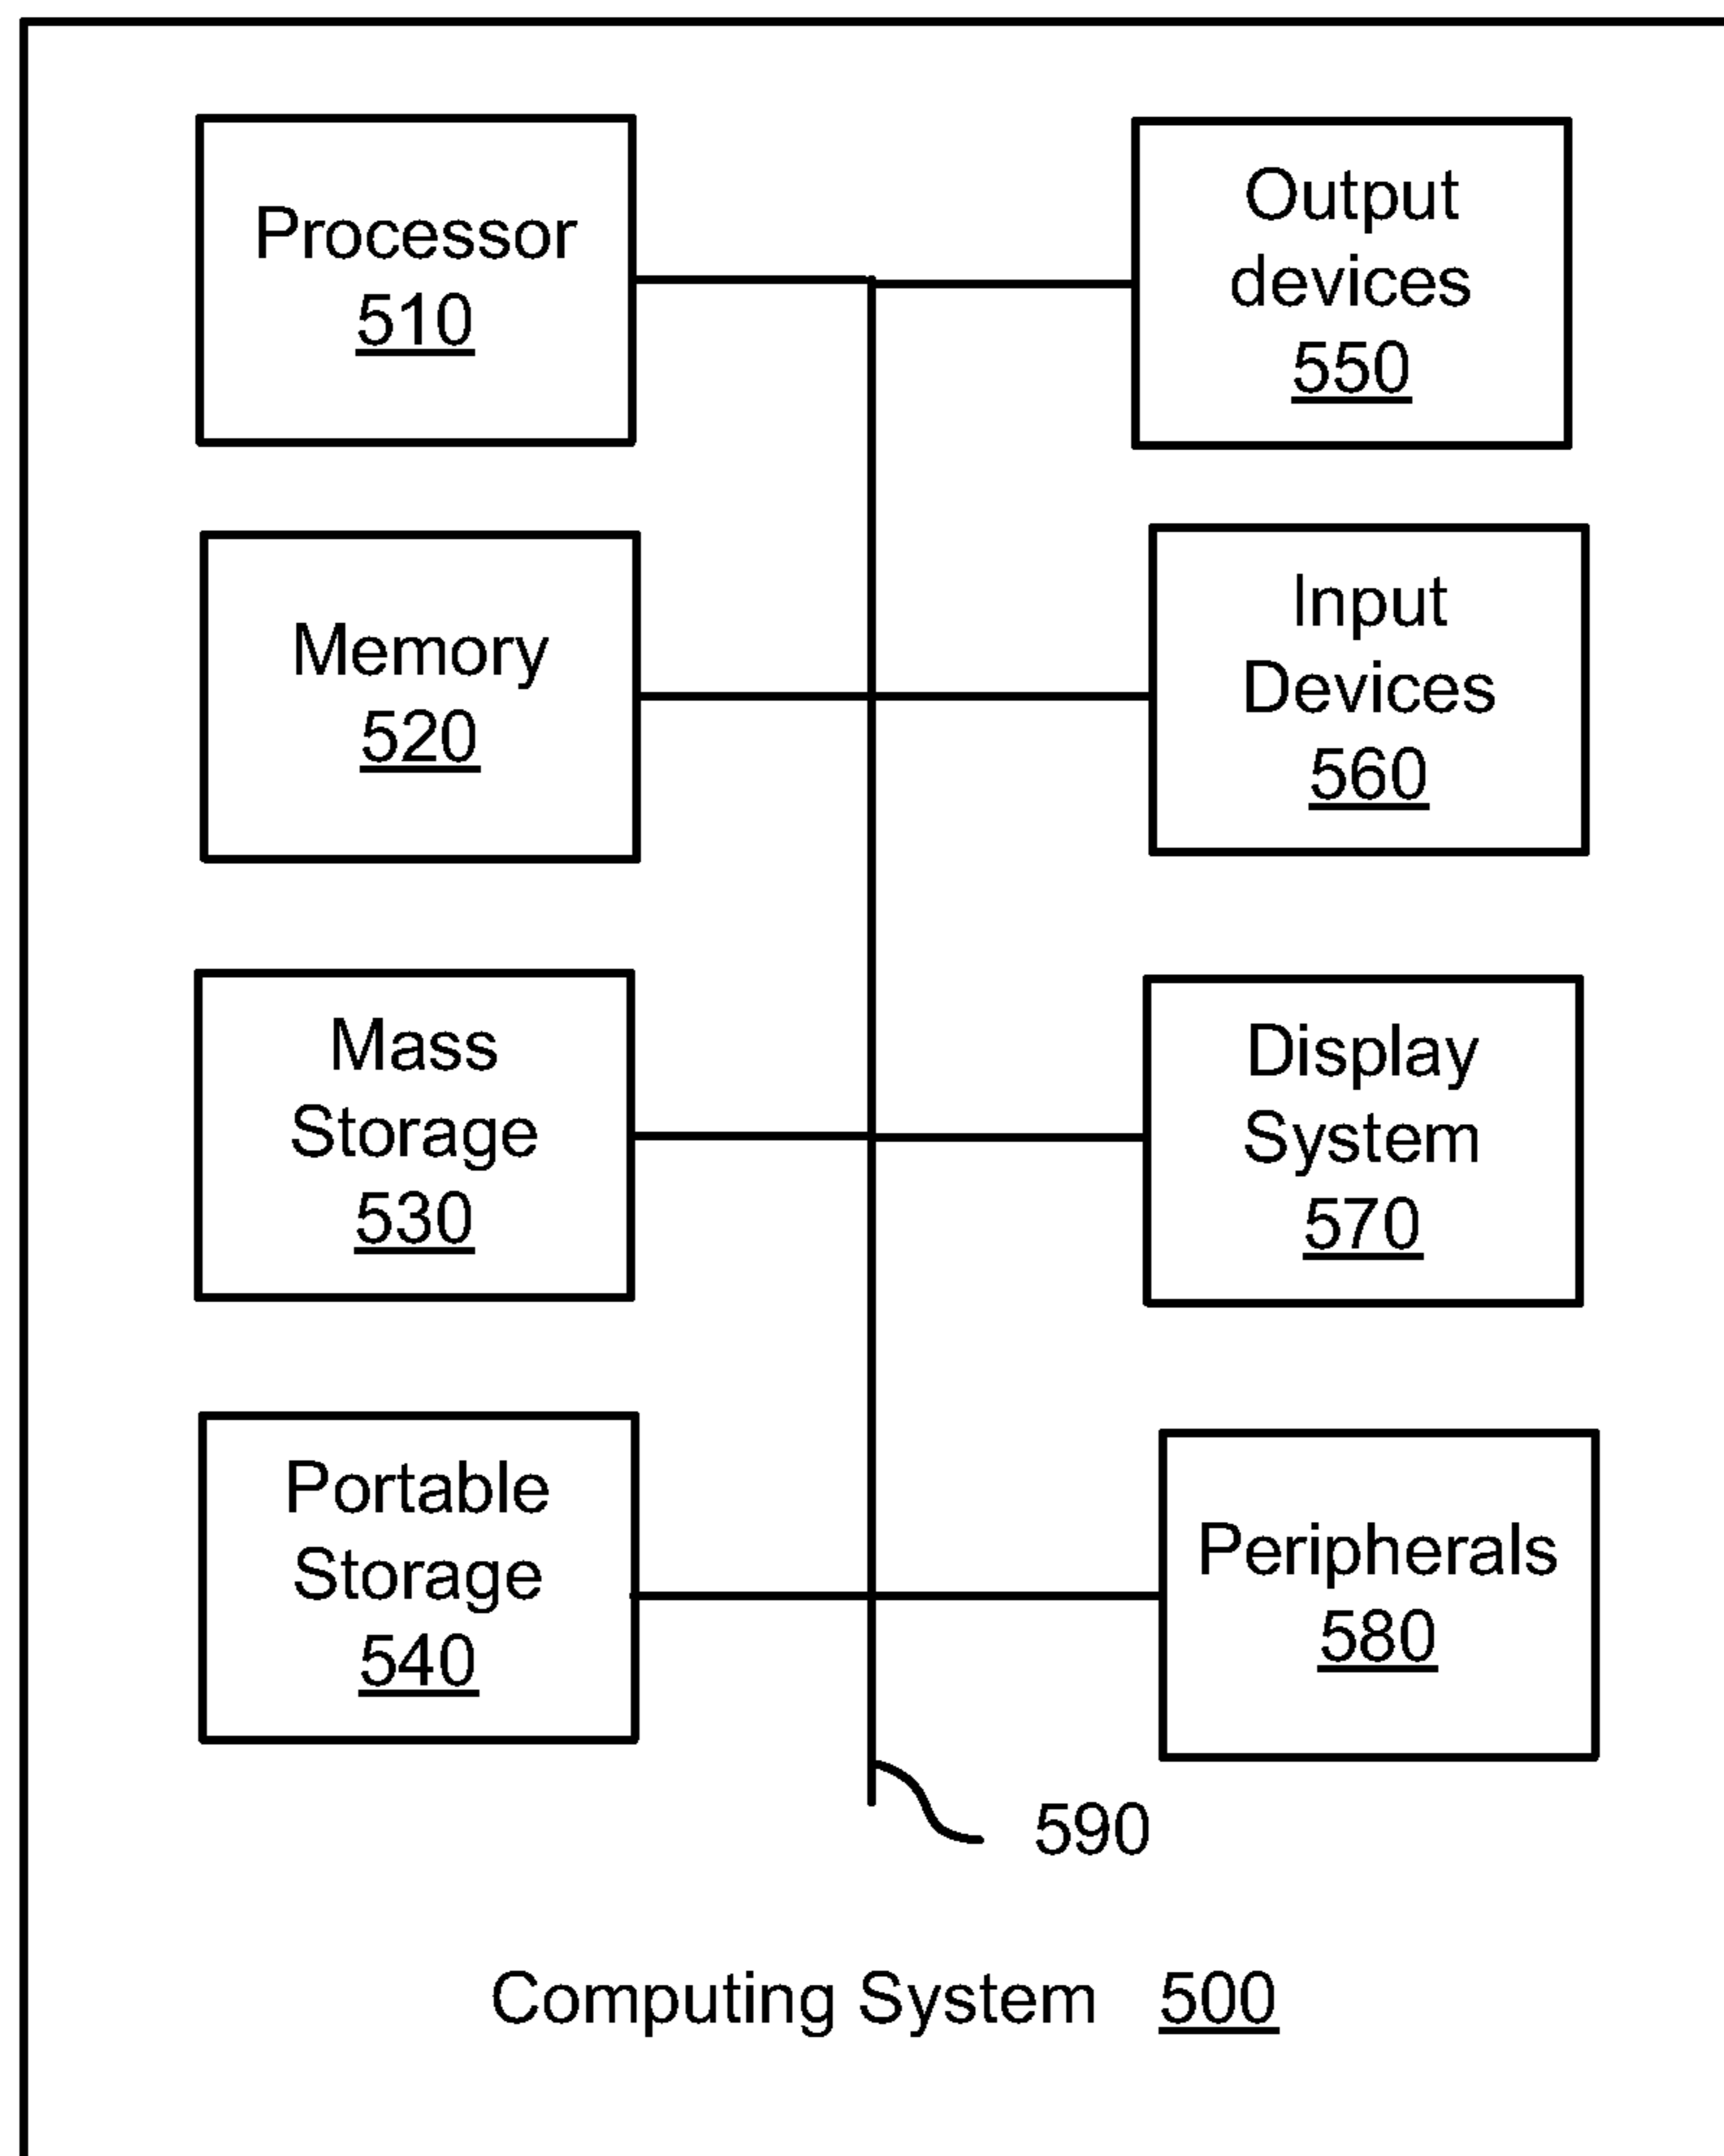 Processor
510
Output
devices
550
Memory
520
Input
Devices
560
Mass
Storage
530
Display
System
570
Portable
Storage
540
Peripherals
580
590
Computing System 500